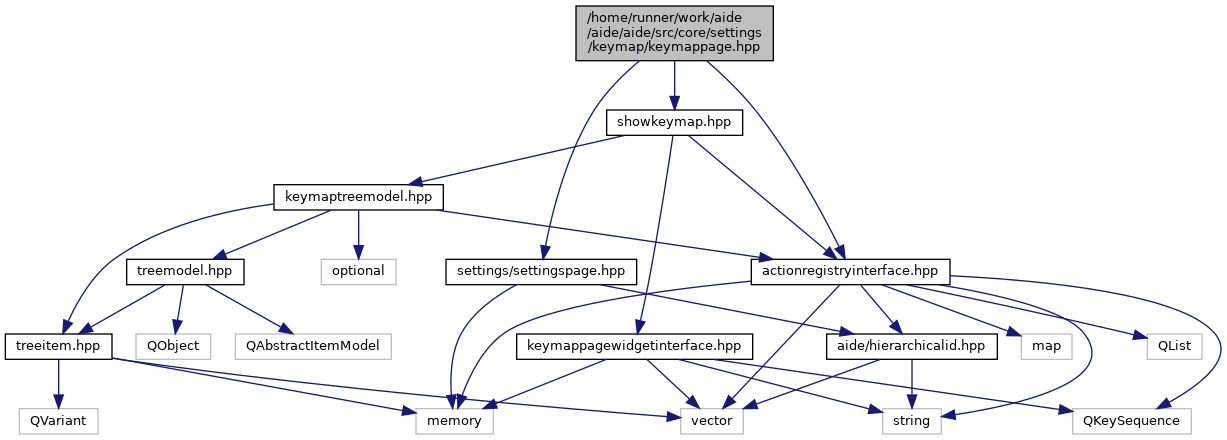 /home/runner/work/aide
/aide/aide/src/core/settings
/keymap/keymappage.hpp
showkeymap.hpp
keymaptreemodel.hpp
treemodel.hpp
optional
settings/settingspage.hpp
actionregistryinterface.hpp
treeitem.hpp
QObject
QAbstractItemModel
keymappagewidgetinterface.hpp
aide/hierarchicalid.hpp
map
QList
QVariant
memory
vector
string
QKeySequence